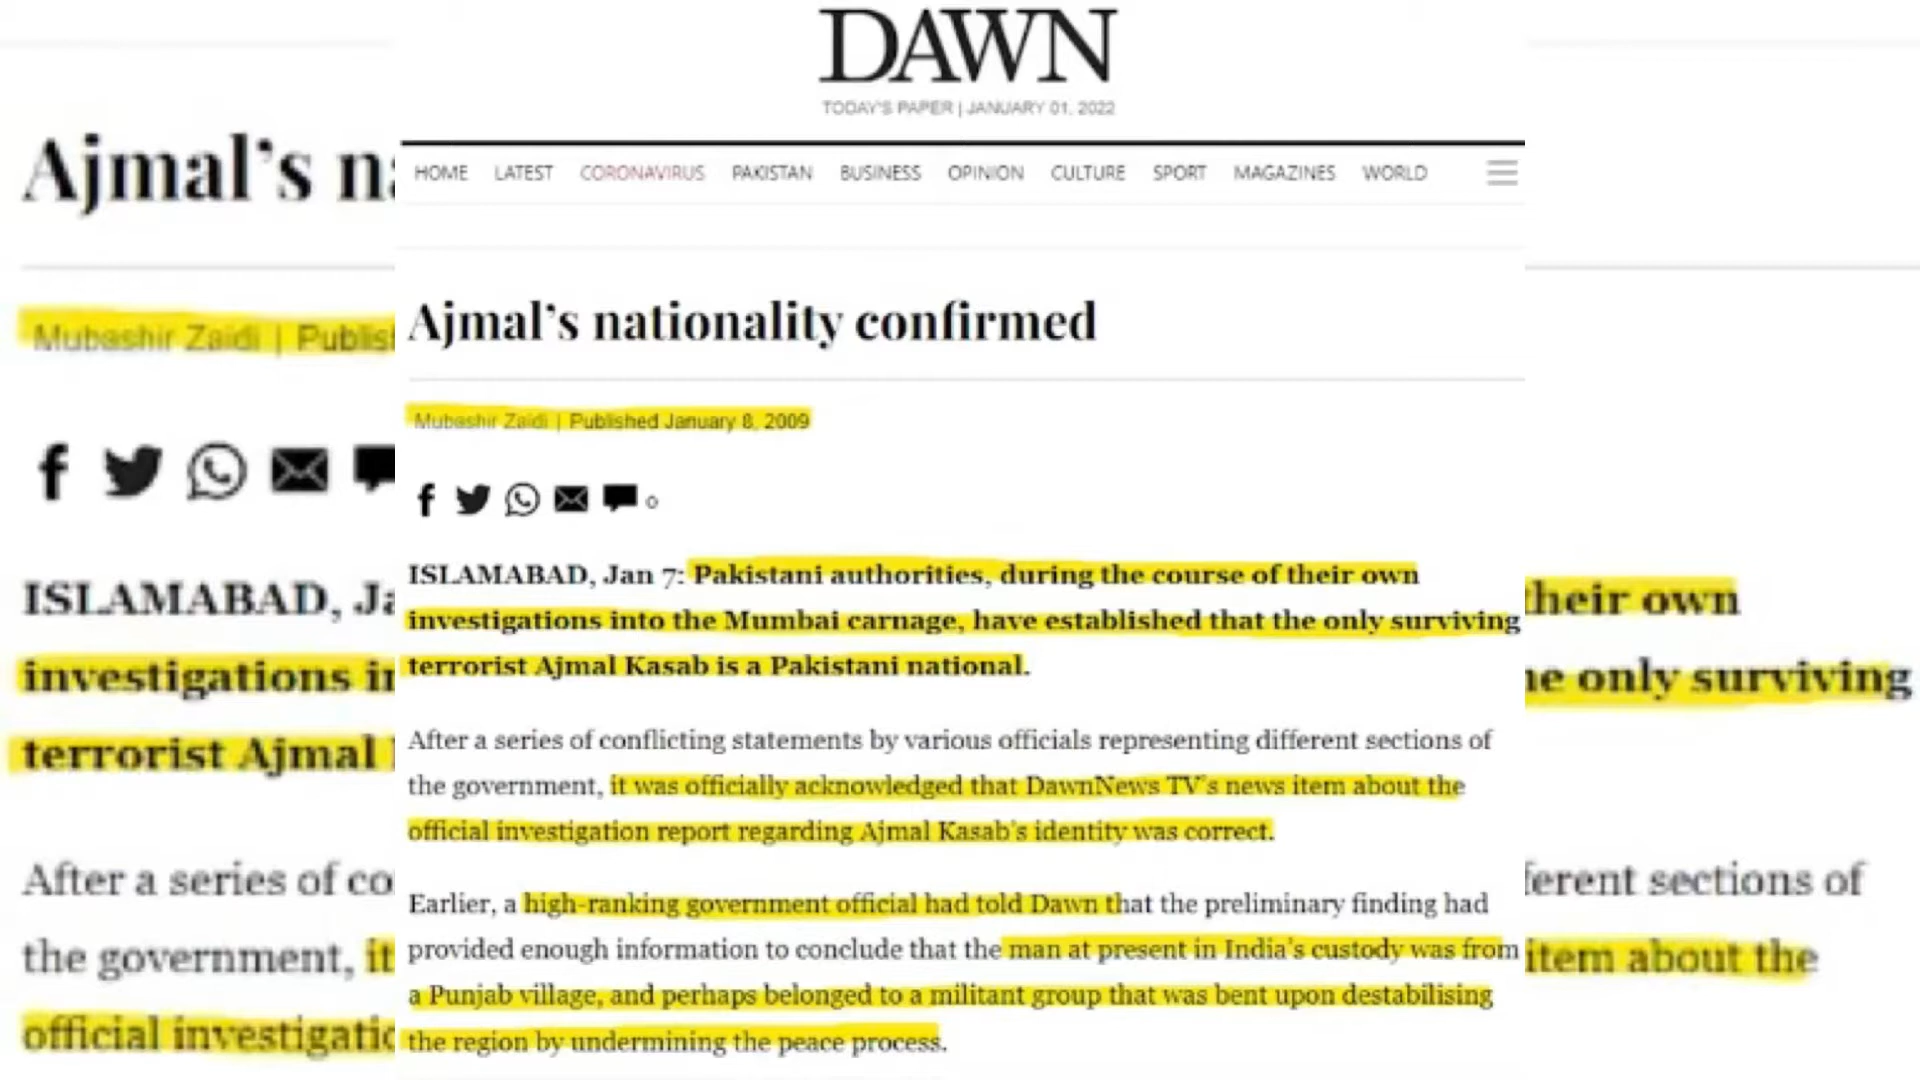 DAWN
TODAY'S PAPER | JANUARY 01, 2022
HOME LATEST CORONAVIRUS PAKISTAN BUSINESS OPINION CULTURE SPORT MAGAZINES WORLD
Ajmal's nationality confirmed
Mubashir Zaidi | Published January 8, 2009
0
ISLAMABAD, Jan 7: Pakistani authorities, during the course of their own
investigations into the Mumbai carnage, have established that the only surviving
terrorist Ajmal Kasab is a Pakistani national.
After a series of conflicting statements by various officials representing different sections of
the government, it was officially acknowledged that DawnNews TV's news item about the
official investigation report regarding Ajmal Kasab's identity was correct.
Earlier, a high-ranking government official had told Dawn that the preliminary finding had
provided enough information to conclude that the man at present in India's custody was from
a Punjab village, and perhaps belonged to a militant group that was bent upon destabilising
the region by undermining the peace process.
Ajmal's na
Mubashir Zaidi | Publis
ISLAMABAD, Ja
investigations in
terrorist Ajmal
After a series of co
the government, it
official investigatio
their own
he only surviving
ferent sections of
item about the